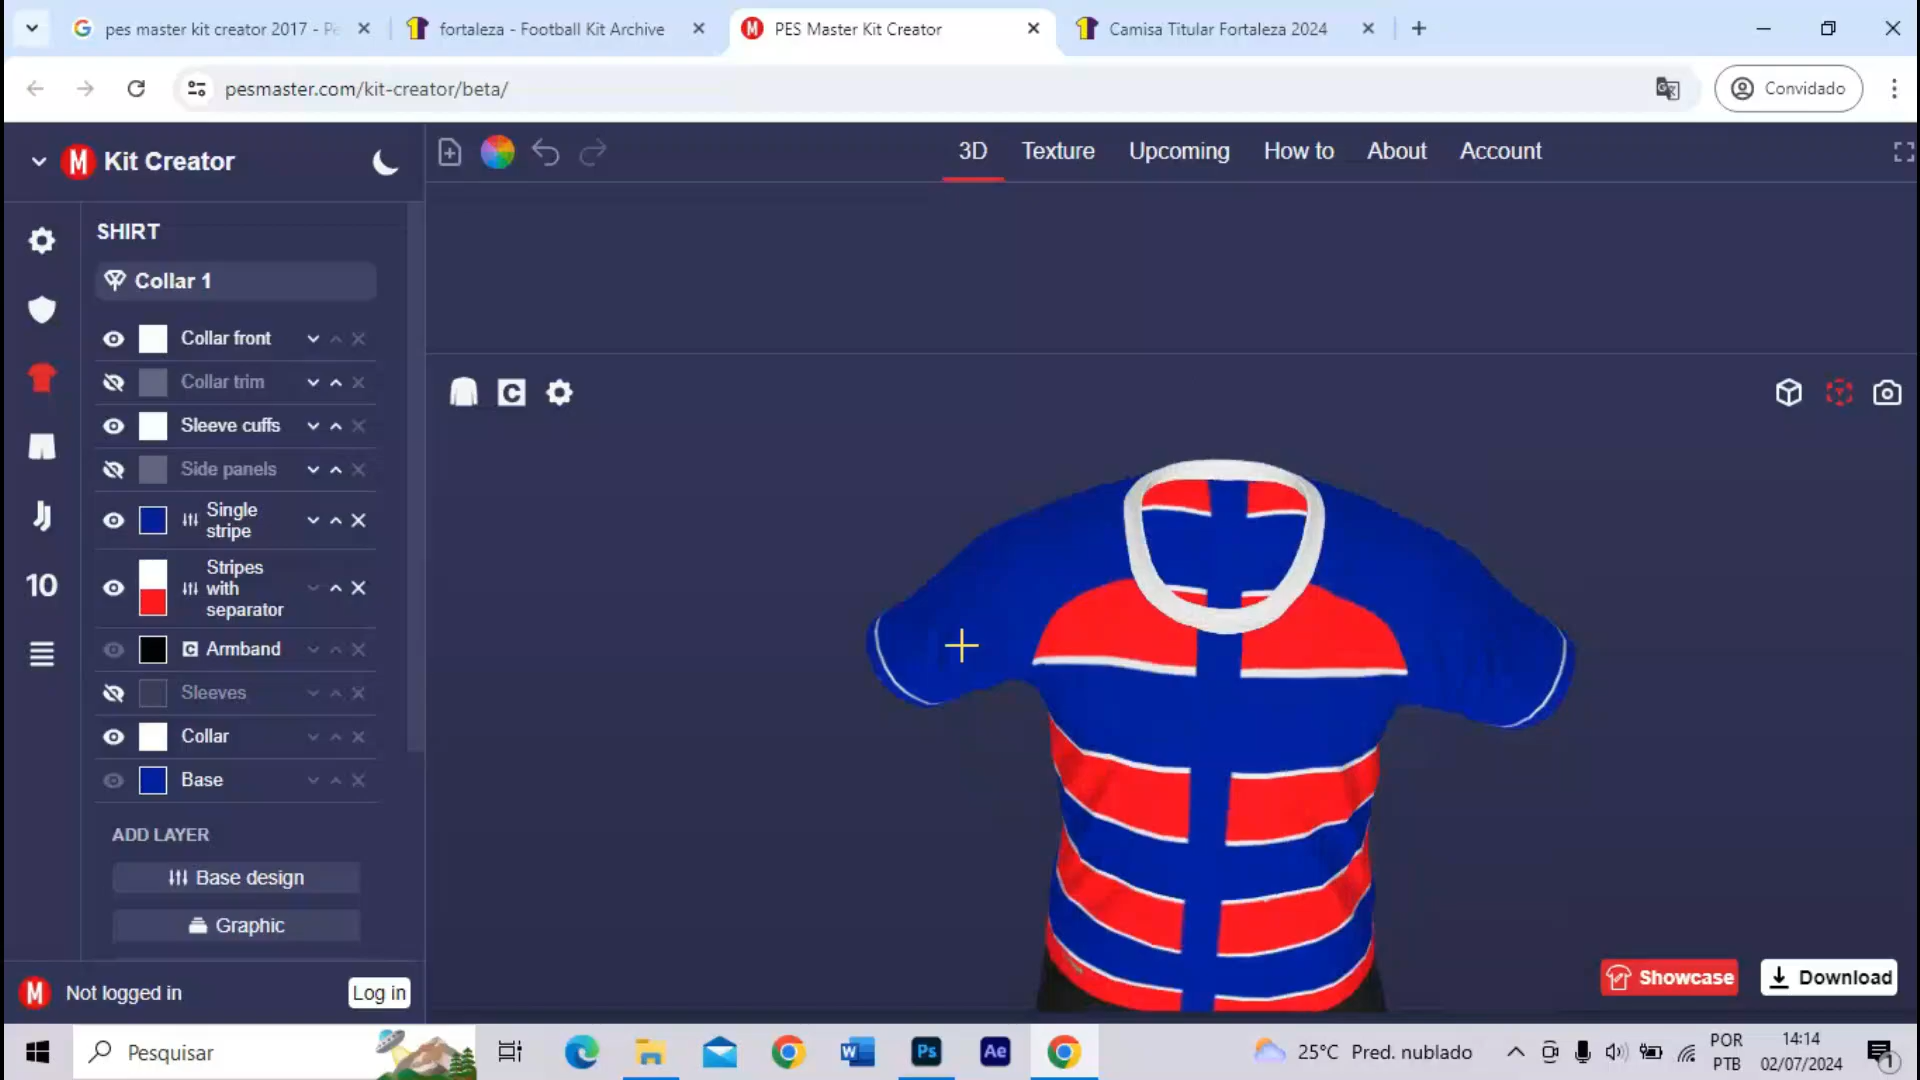 pes master kit creator 2017 - Pe
fortaleza - Football Kit Archive
PES Master Kit Creator
Camisa Titular Fortaleza 2024
pesmaster.com/kit-creator/beta/
Convidado
M Kit Creator
3D
Texture
Upcoming
How to
About
Account
SHIRT
Collar 1
Collar front
Collar trim
Sleeve cuffs
Side panels
Single
stripe
Stripes
with
separator
C Armband
Sleeves
Collar
Base
10
ADD LAYER
Base design
Graphic
C
M Not logged in
Log in
Showcase
Download
Pesquisar
W
Ps
Ae
25°C Pred. nublado
POR
PTB
14:14
02/07/2024
1